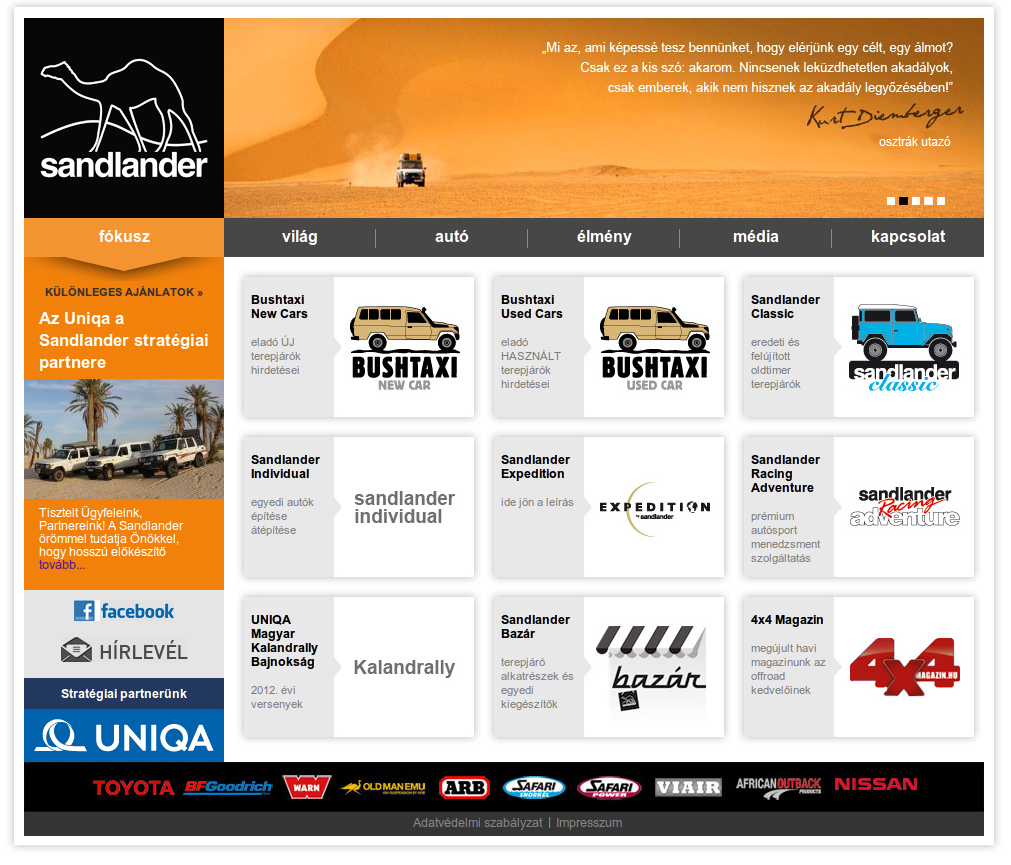 sandlander
„Mi az, ami képessé tesz bennünket, hogy elérjünk egy célt, egy álmot?
Csak ez a kis szó: akarom. Nincsenek leküzdhetetlen akadályok,
csak emberek, akik nem hisznek az akadály legyőzésében!”
Kurt Diemberger
osztrák utazó
fókusz
világ
autó
élmény
média
kapcsolat
KÜLÖNLEGES AJÁNLATOK »
Az Uniqa a
Sandlander stratégiai
partnere
Tisztelt Ügyfeleink,
Partnereink! A Sandlander
örömmel tudatja Önökkel,
hogy hosszú előkészítő
tovább...
facebook
HÍRLEVÉL
Stratégiai partnerünk
UNIQA
Bushtaxi
New Cars
eladó ÚJ
terepjárók
hirdetései
BUSHTAXI
NEW CAR
Bushtaxi
Used Cars
eladó
HASZNÁLT
terepjárók
hirdetései
BUSHTAXI
USED CAR
Sandlander
Classic
eredeti és
felújított
oldtimer
terepjárók
sandlander
classic
Sandlander
Individual
egyedi autók
építése
átépítése
sandlander
individual
Sandlander
Expedition
ide jön a leírás
EXPEDITION
by sandlander
Sandlander
Racing
Adventure
prémium
autósport
menedzsment
szolgáltatás
sandlander
Racing
adventure
UNIQA
Magyar
Kalandrally
Bajnokság
2012. évi
versenyek
Kalandrally
Sandlander
Bazár
terepjáró
alkatrészek és
egyedi
kiegészítők
bazár
4x4 Magazin
megújult havi
magazinunk az
offroad
kedvelőinek
4x4
MAGAZIN.HU
TOYOTA
BFGoodrich
WARN
OLD MAN EMU
ARB
SAFARI
SNORKEL
SAFARI
POWER
VIAIR
AFRICAN OUTBACK
PRODUCTS
NISSAN
Adatvédelmi szabályzat | Impresszum